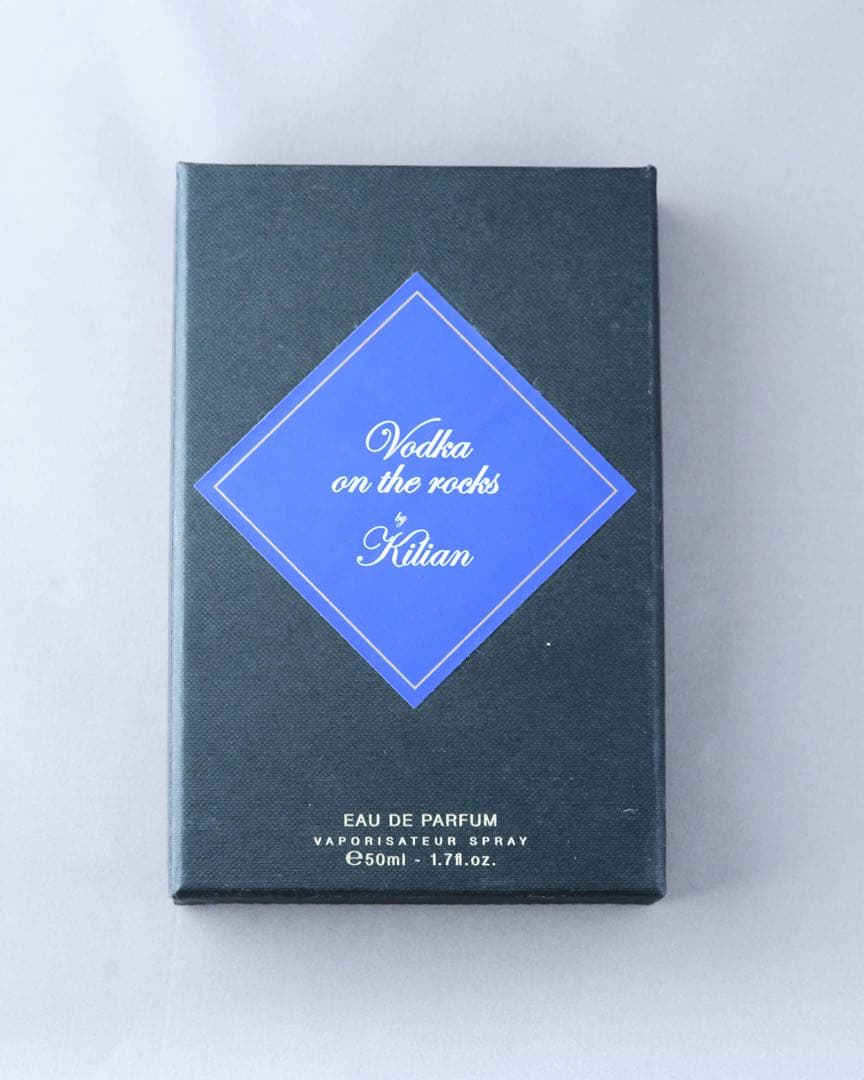 Vodka
on the rocks
by
Kilian
EAU DE PARFUM
VAPORISATEUR SPRAY
℮50ml - 1.7fl.oz.